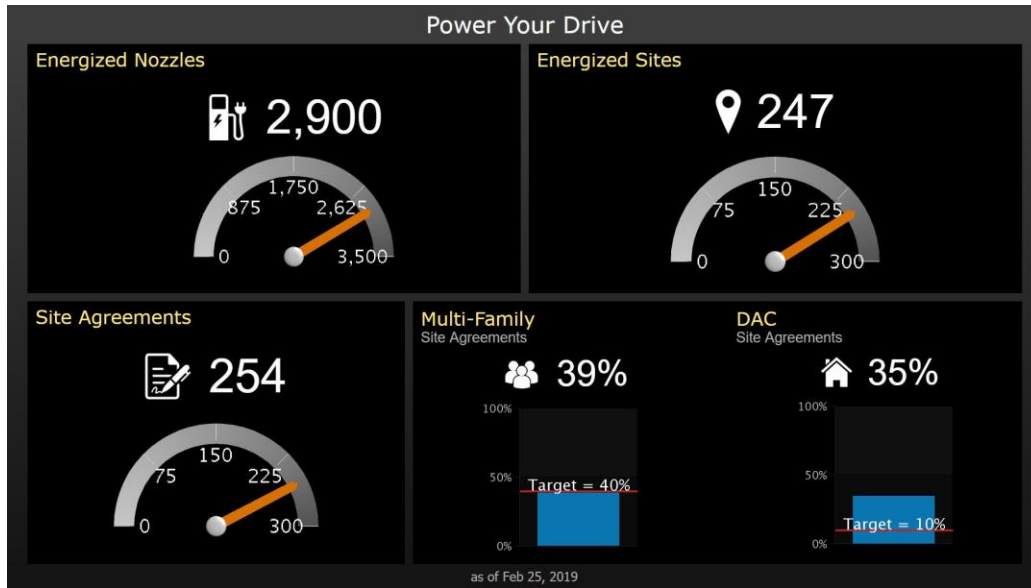 Power Your Drive
Energized Nozzles
2,900
0
875
1,750
2,625
3,500
Energized Sites
247
0
75
150
225
300
Site Agreements
254
0
75
150
225
300
Multi-Family
Site Agreements
39%
100%
50%
Target = 40%
0%
DAC
Site Agreements
35%
100%
50%
Target = 10%
0%
as of Feb 25, 2019